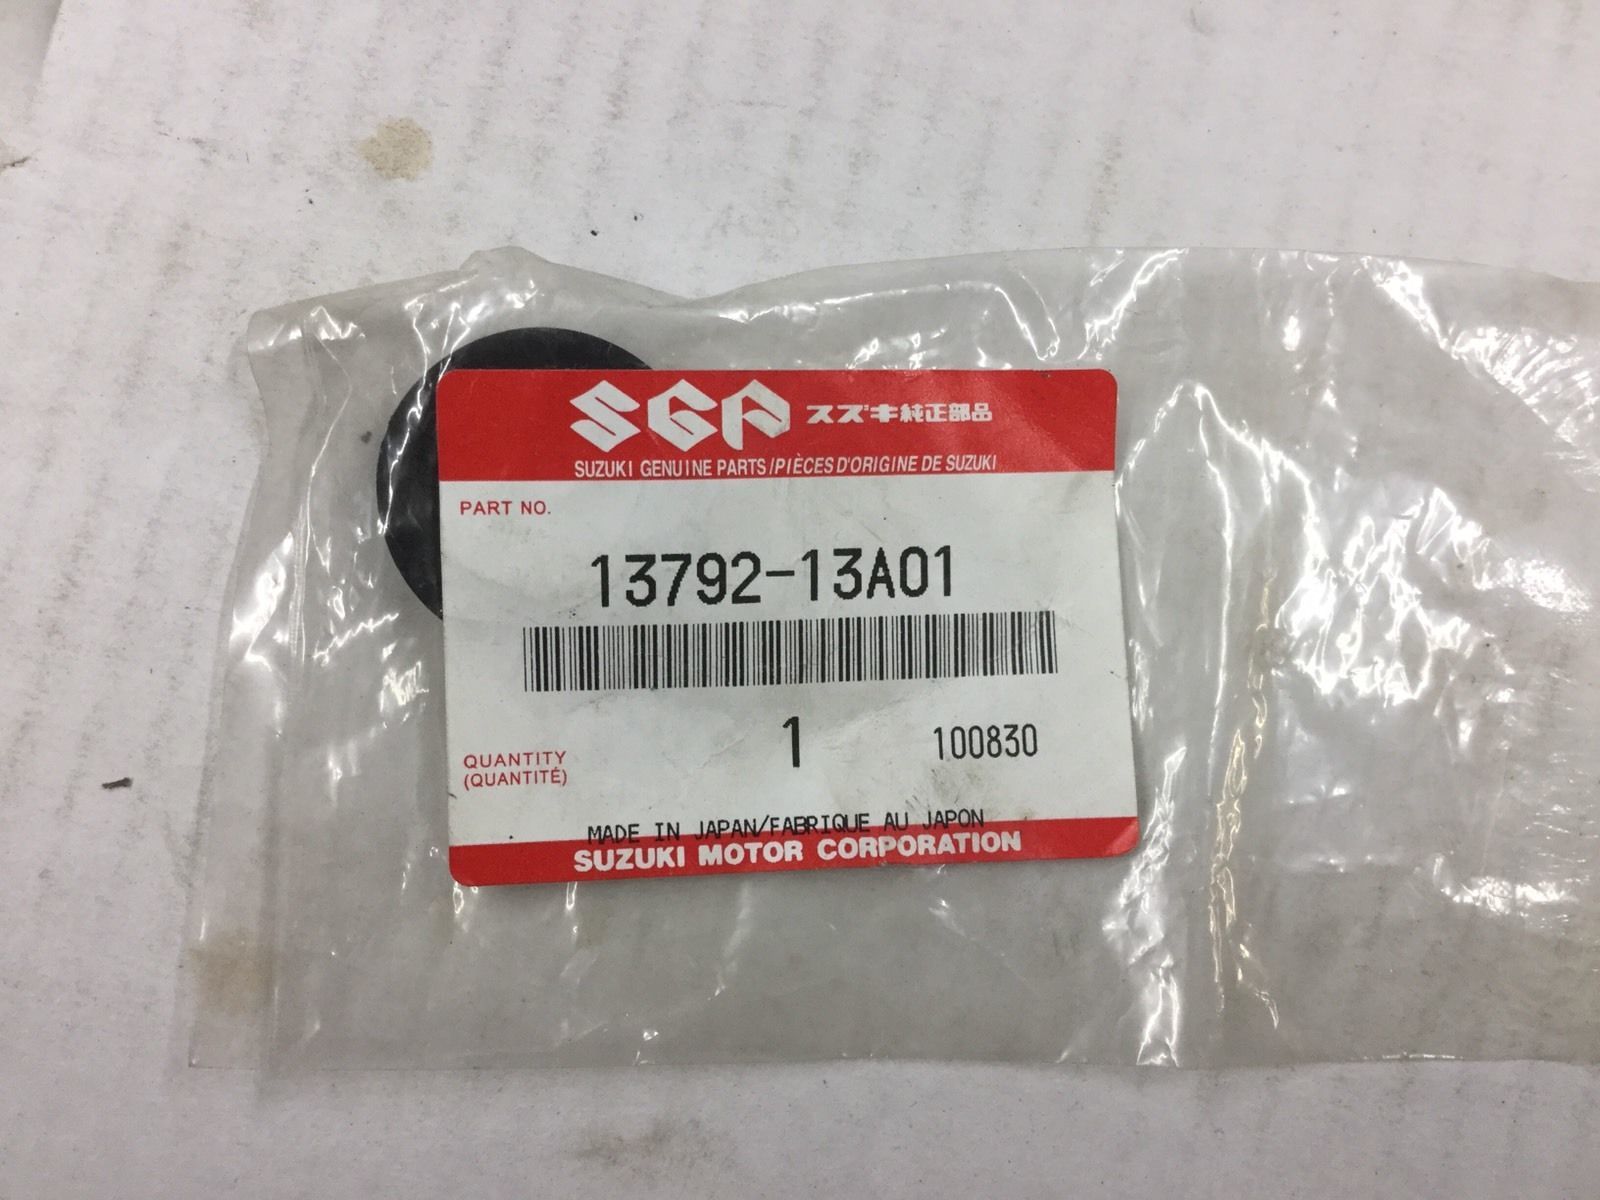 SGP スズキ純正部品
SUZUKI GENUINE PARTS/PIÈCES D'ORIGINE DE SUZUKI
PART NO.
13792-13A01
1 100830
QUANTITY
(QUANTITÉ)
MADE IN JAPAN/FABRIQUE AU JAPON
SUZUKI MOTOR CORPORATION